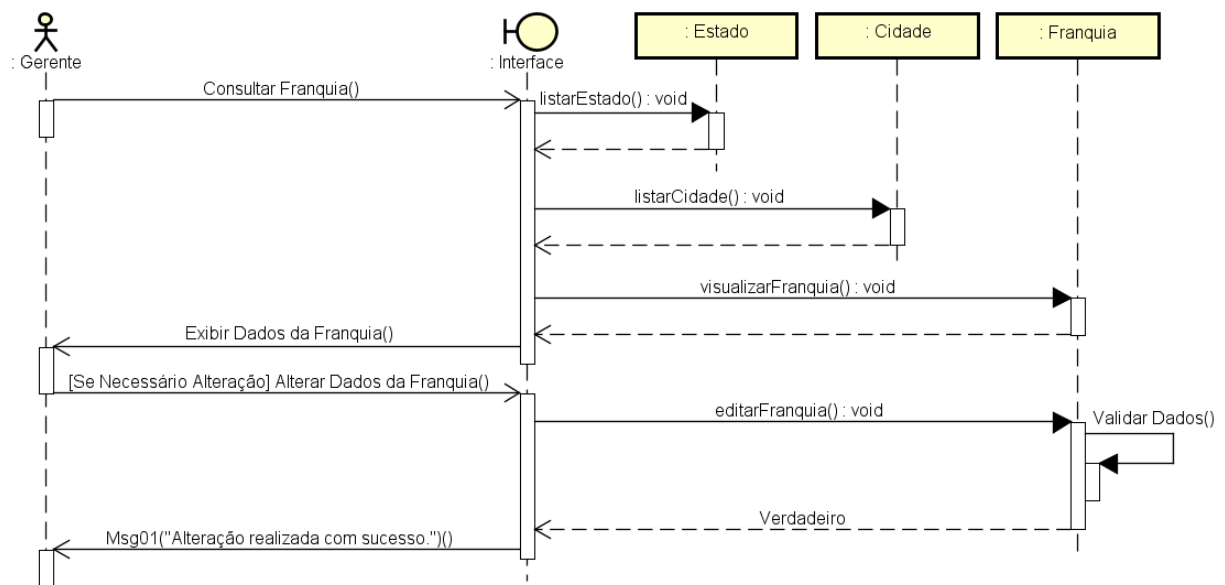 : Estado
: Cidade
: Franquia
: Gerente
: Interface
Consultar Franquia()
listarEstado() : void
listarCidade() : void
visualizarFranquia() : void
Exibir Dados da Franquia()
[Se Necessário Alteração] Alterar Dados da Franquia()
editarFranquia() : void
Validar Dados()
Verdadeiro
Msg01("Alteração realizada com sucesso.")()